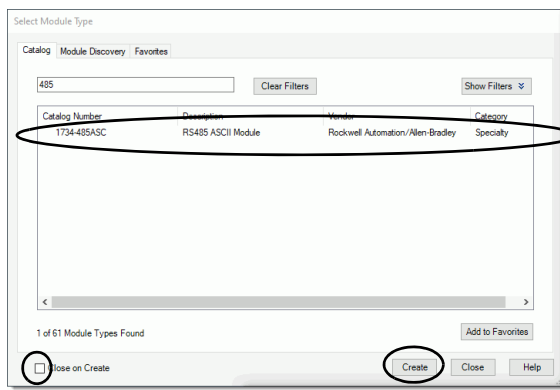 Select Module Type
Catalog Module Discovery Favorites
485 Clear Filters Show Filters
Catalog Number Description Vendor Category
1734-485ASC RS485 ASCII Module Rockwell Automation/Allen-Bradley Specialty
1 of 61 Module Types Found Add to Favorites
Close on Create Create Close Help